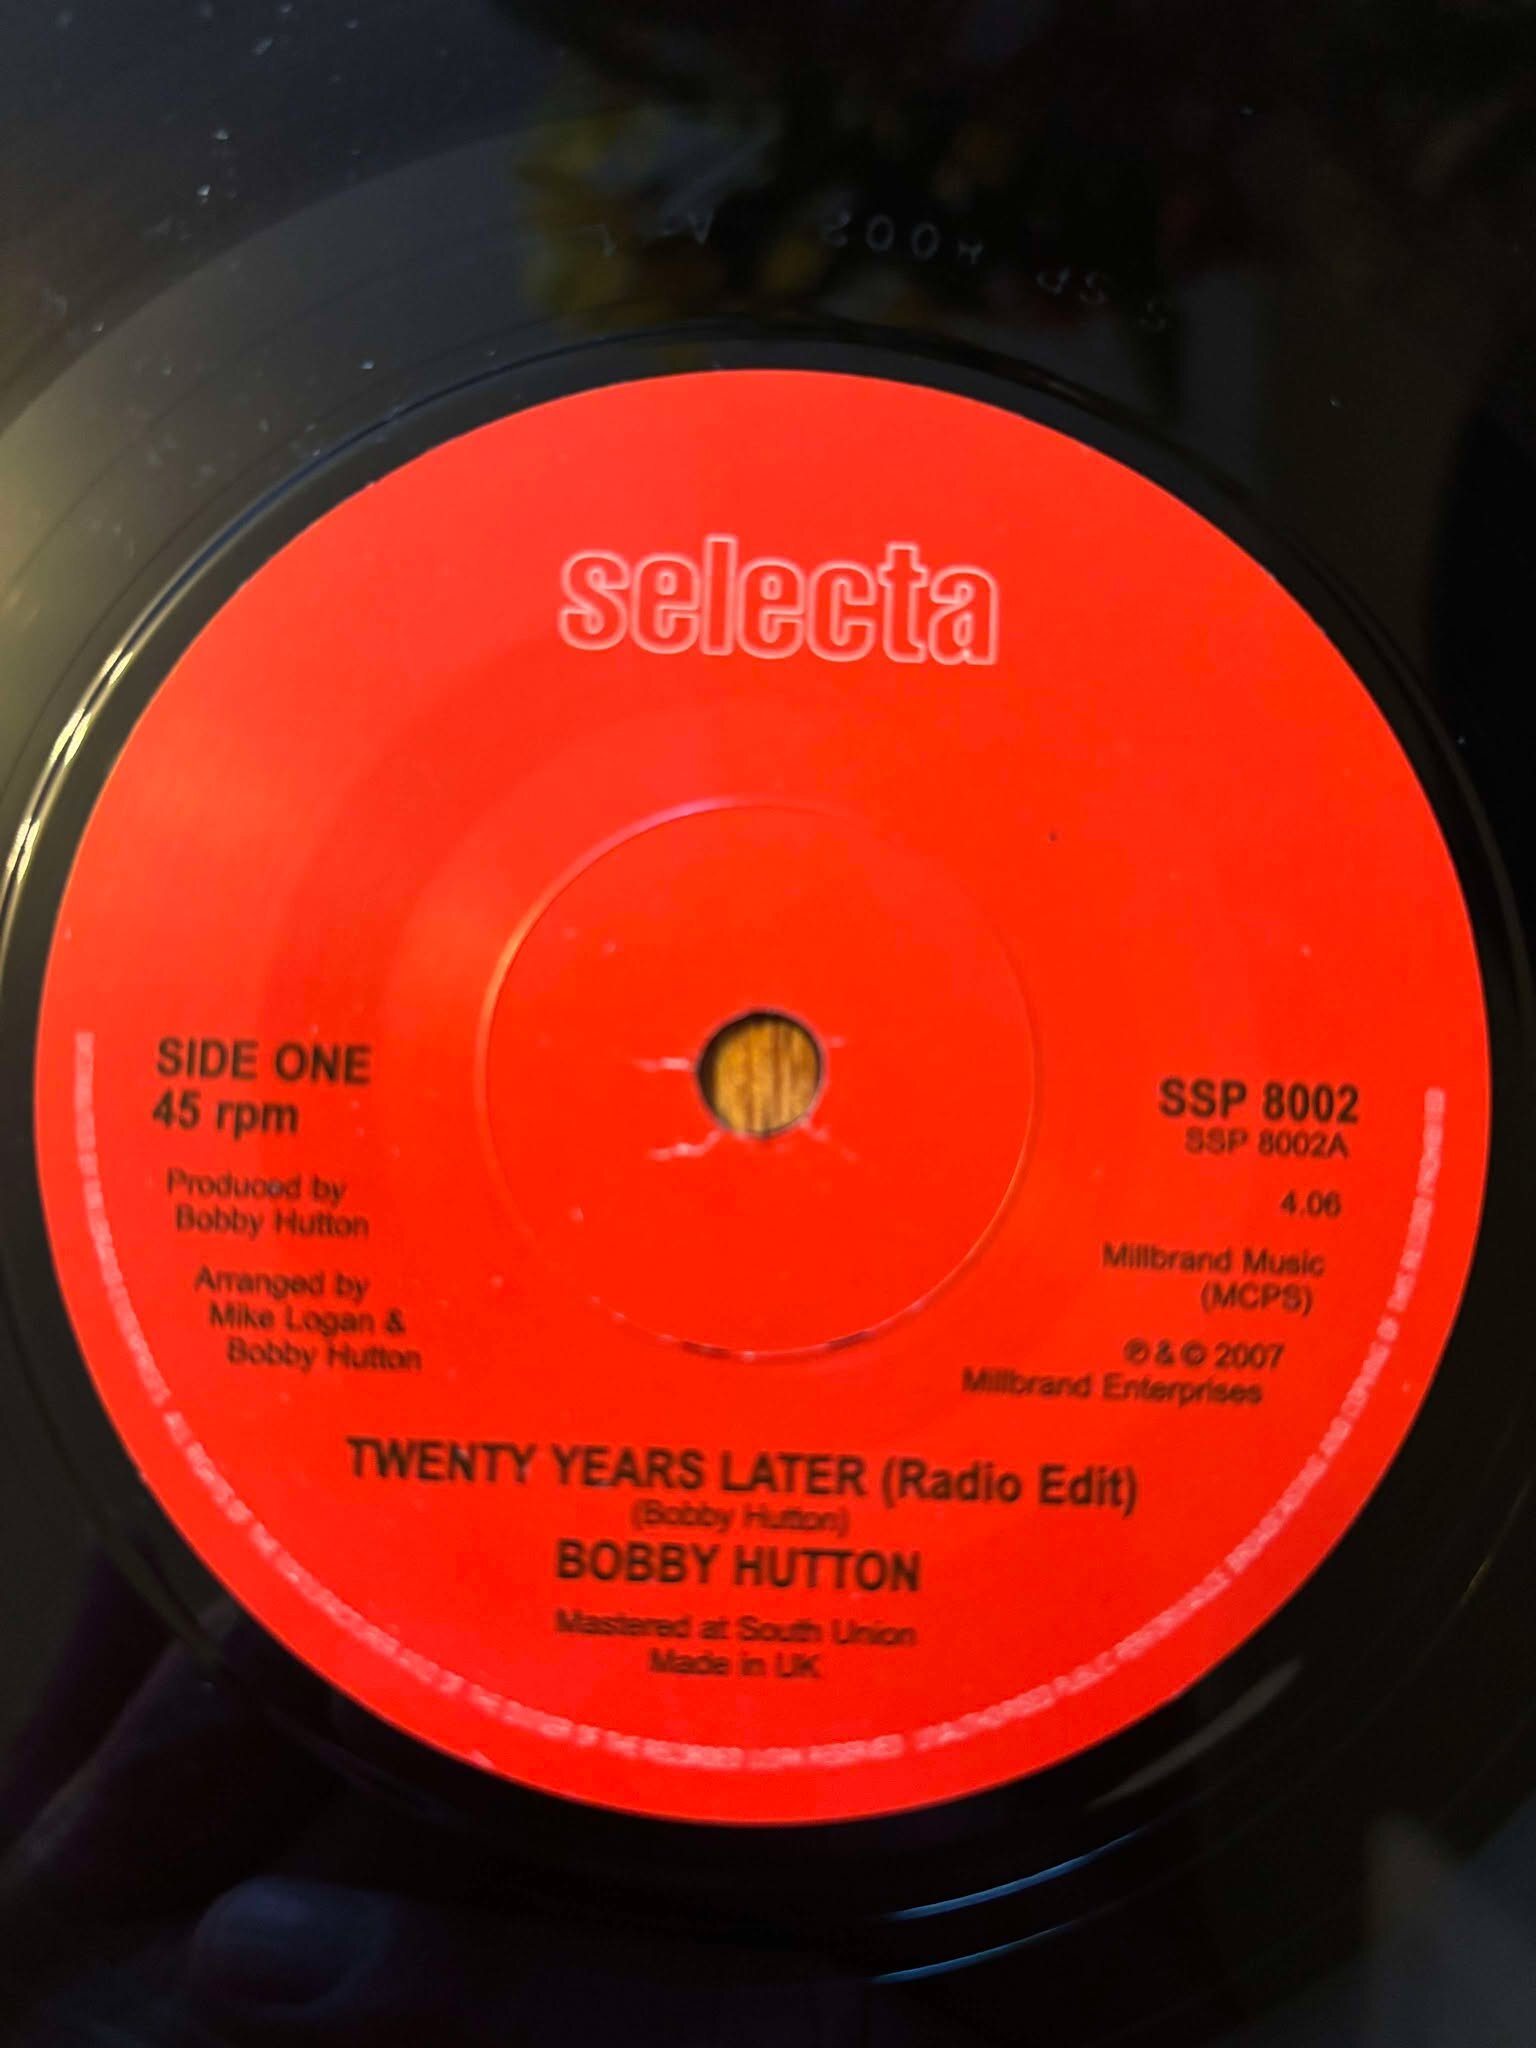 selecta
SIDE ONE
45 rpm
Produced by
Bobby Hutton
Arranged by
Mike Logan &
Bobby Hutton
SSP 8002
SSP 8002A
4.06
Millbrand Music
(MCPS)
℗ & © 2007
Millbrand Enterprises
TWENTY YEARS LATER (Radio Edit)
(Bobby Hutton)
BOBBY HUTTON
Mastered at South Union
Made in UK